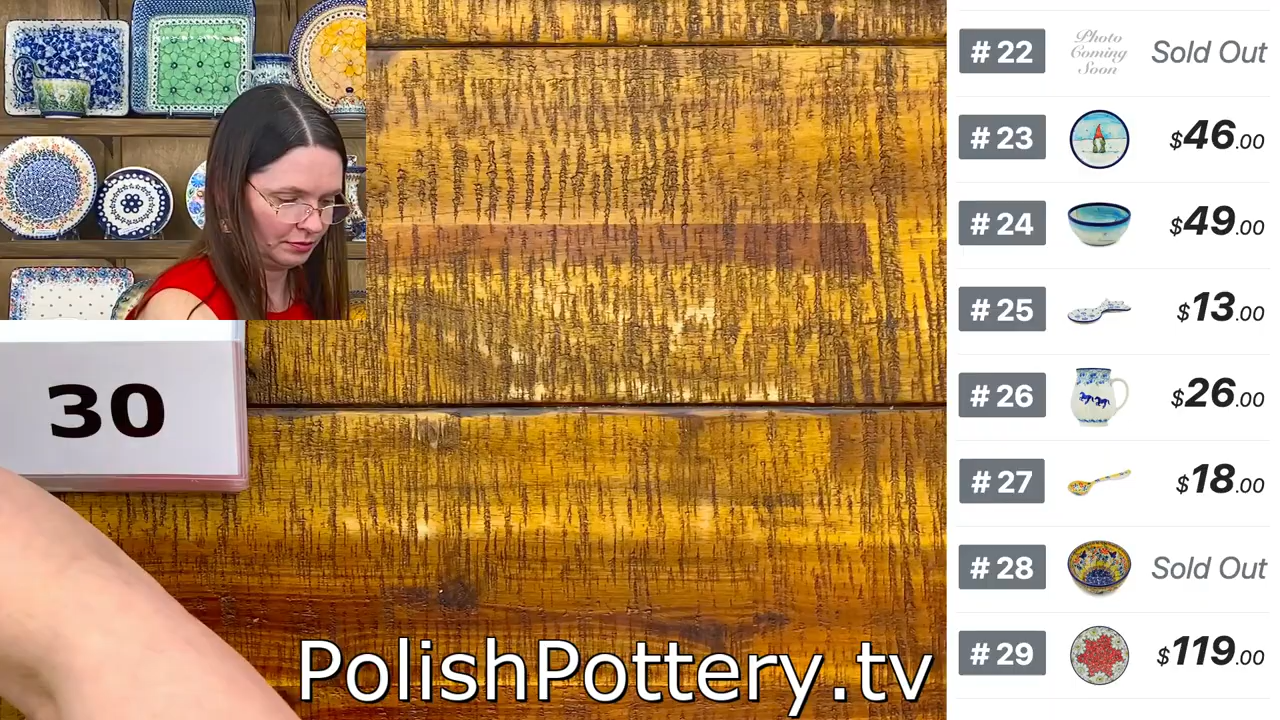 30
PolishPottery.tv
# 22 Photo Coming Soon Sold Out
# 23 $46.00
# 24 $49.00
# 25 $13.00
# 26 $26.00
# 27 $18.00
# 28 Sold Out
# 29 $119.00